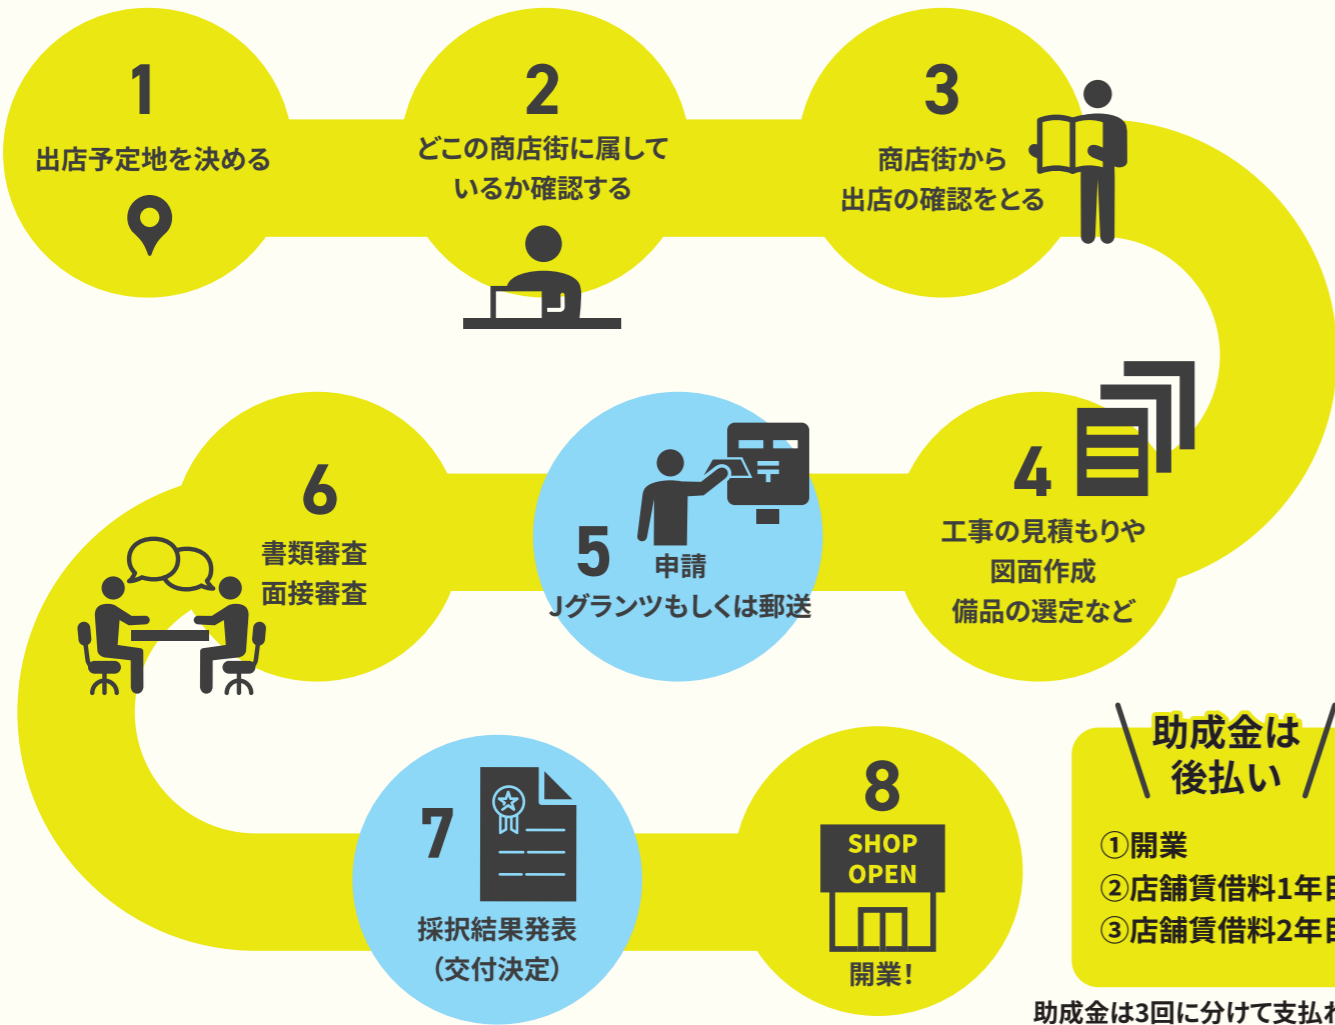 1
出店予定地を決める
2
どこの商店街に属して
いるか確認する
3
商店街から
出店の確認をとる
4
工事の見積もりや
図面作成
備品の選定など
5
申請
Jグランツもしくは郵送
6
書類審査
面接審査
7
採択結果発表
（交付決定）
8
SHOP
OPEN
開業！
助成金は
後払い
①開業
②店舗賃借料1年目
③店舗賃借料2年目
助成金は3回に分けて支払わ